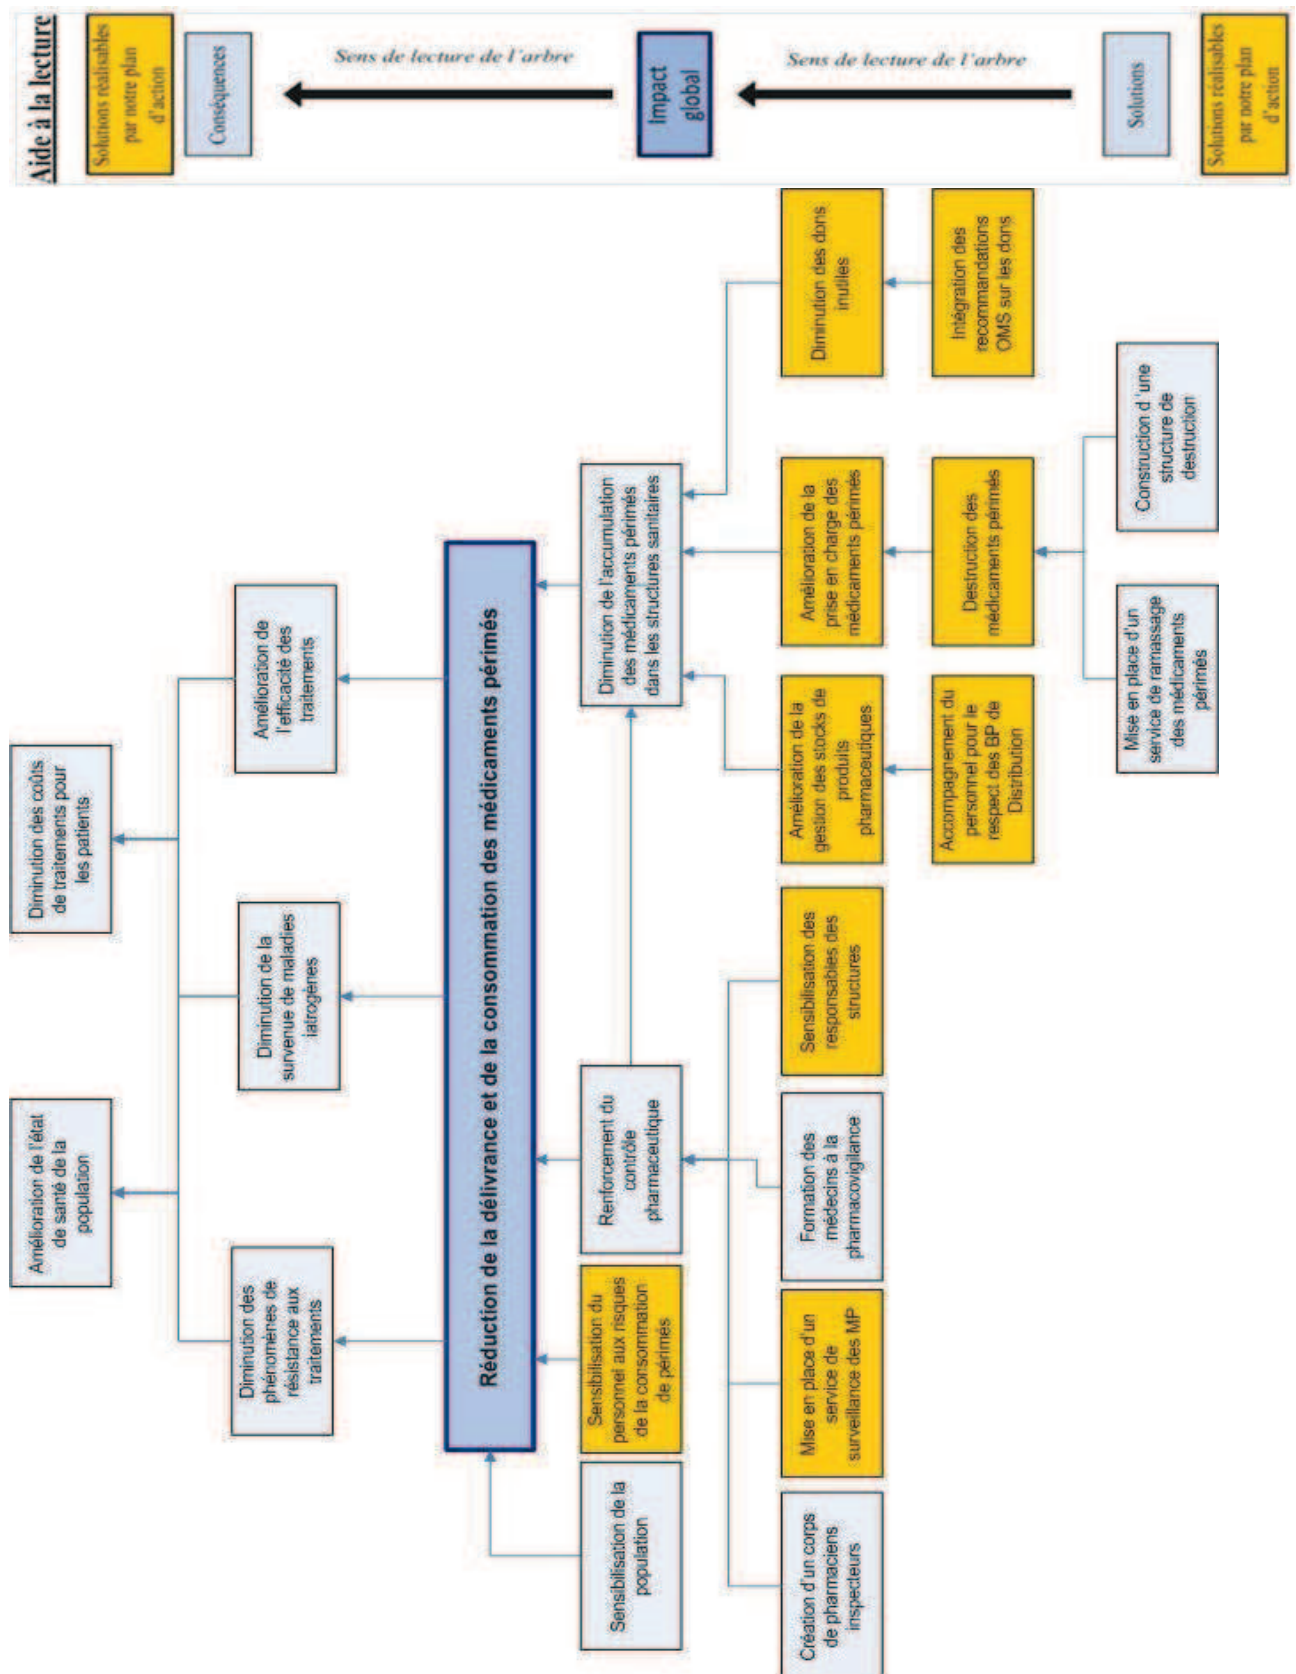 Aide à la lecture
Solutions réalisables
par notre plan
d'action
Conséquences
Sens de lecture de l'arbre
Impact
global
Sens de lecture de l'arbre
Solutions
Solutions réalisables
par notre plan
d'action
Amélioration de l'état
de santé de la
population
Diminution des coûts
de traitements pour
les patients
Diminution des
phénomènes de
résistance aux
traitements
Diminution de la
survenue de maladies
iatrogènes
Amélioration de
l'efficacité des
traitements
Réduction de la délivrance et de la consommation des médicaments périmés
Sensibilisation de la
population
Sensibilisation du
personnel aux risques
de la consommation
de périmés
Renforcement du
contrôle
pharmaceutique
Diminution de l'accumulation
des médicaments périmés
dans les structures sanitaires
Création d'un corps
de pharmaciens
inspecteurs
Mise en place d'un
service de
surveillance des MP
Formation des
médecins à la
pharmacovigilance
Sensibilisation des
responsables des
structures
Amélioration de la
gestion des stocks de
produits
pharmaceutiques
Amélioration de la
prise en charge des
médicaments périmés
Diminution des dons
inutiles
Accompagnement du
personnel pour le
respect des BP de
Distribution
Destruction des
médicaments périmés
Intégration des
recommandations
OMS sur les dons
Mise en place d'un
service de ramassage
des médicaments
périmés
Construction d 'une
structure de
destruction